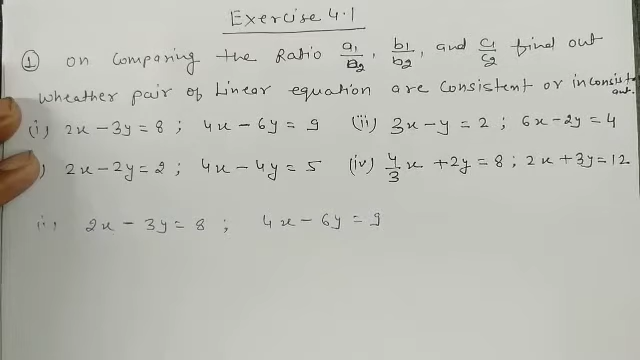 Exercise 4.1
① on comparing the Ratio a1/a2, b1/b2, and c1/c2 find out
wheather pair of Linear equation are consistent or inconsist
(i) 2x - 3y = 8 ; 4x - 6y = 9 (ii) 3x - y = 2 ; 6x - 2y = 4
) 2x - 2y = 2 ; 4x - 4y = 5 (iv) 4/3 x + 2y = 8 ; 2x + 3y = 12
i) 2x - 3y = 8 ; 4x - 6y = 9